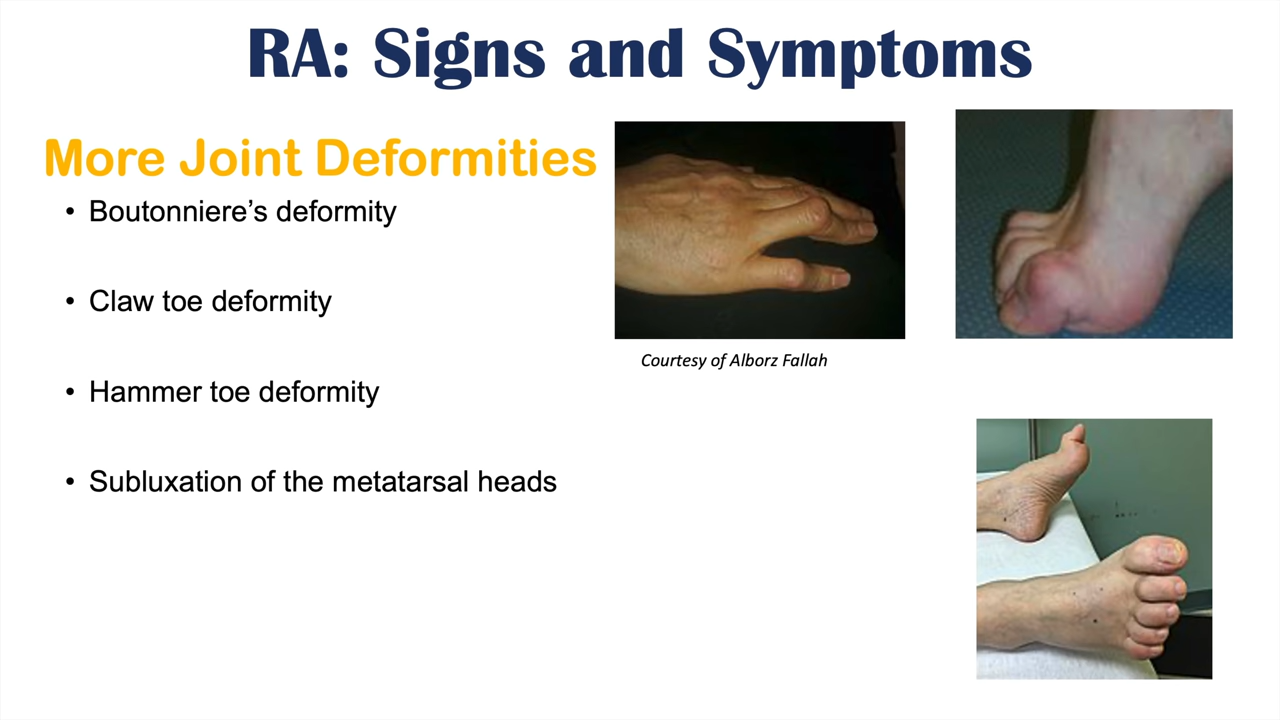 RA: Signs and Symptoms
More Joint Deformities
• Boutonniere’s deformity
• Claw toe deformity
• Hammer toe deformity
• Subluxation of the metatarsal heads
Courtesy of Alborz Fallah